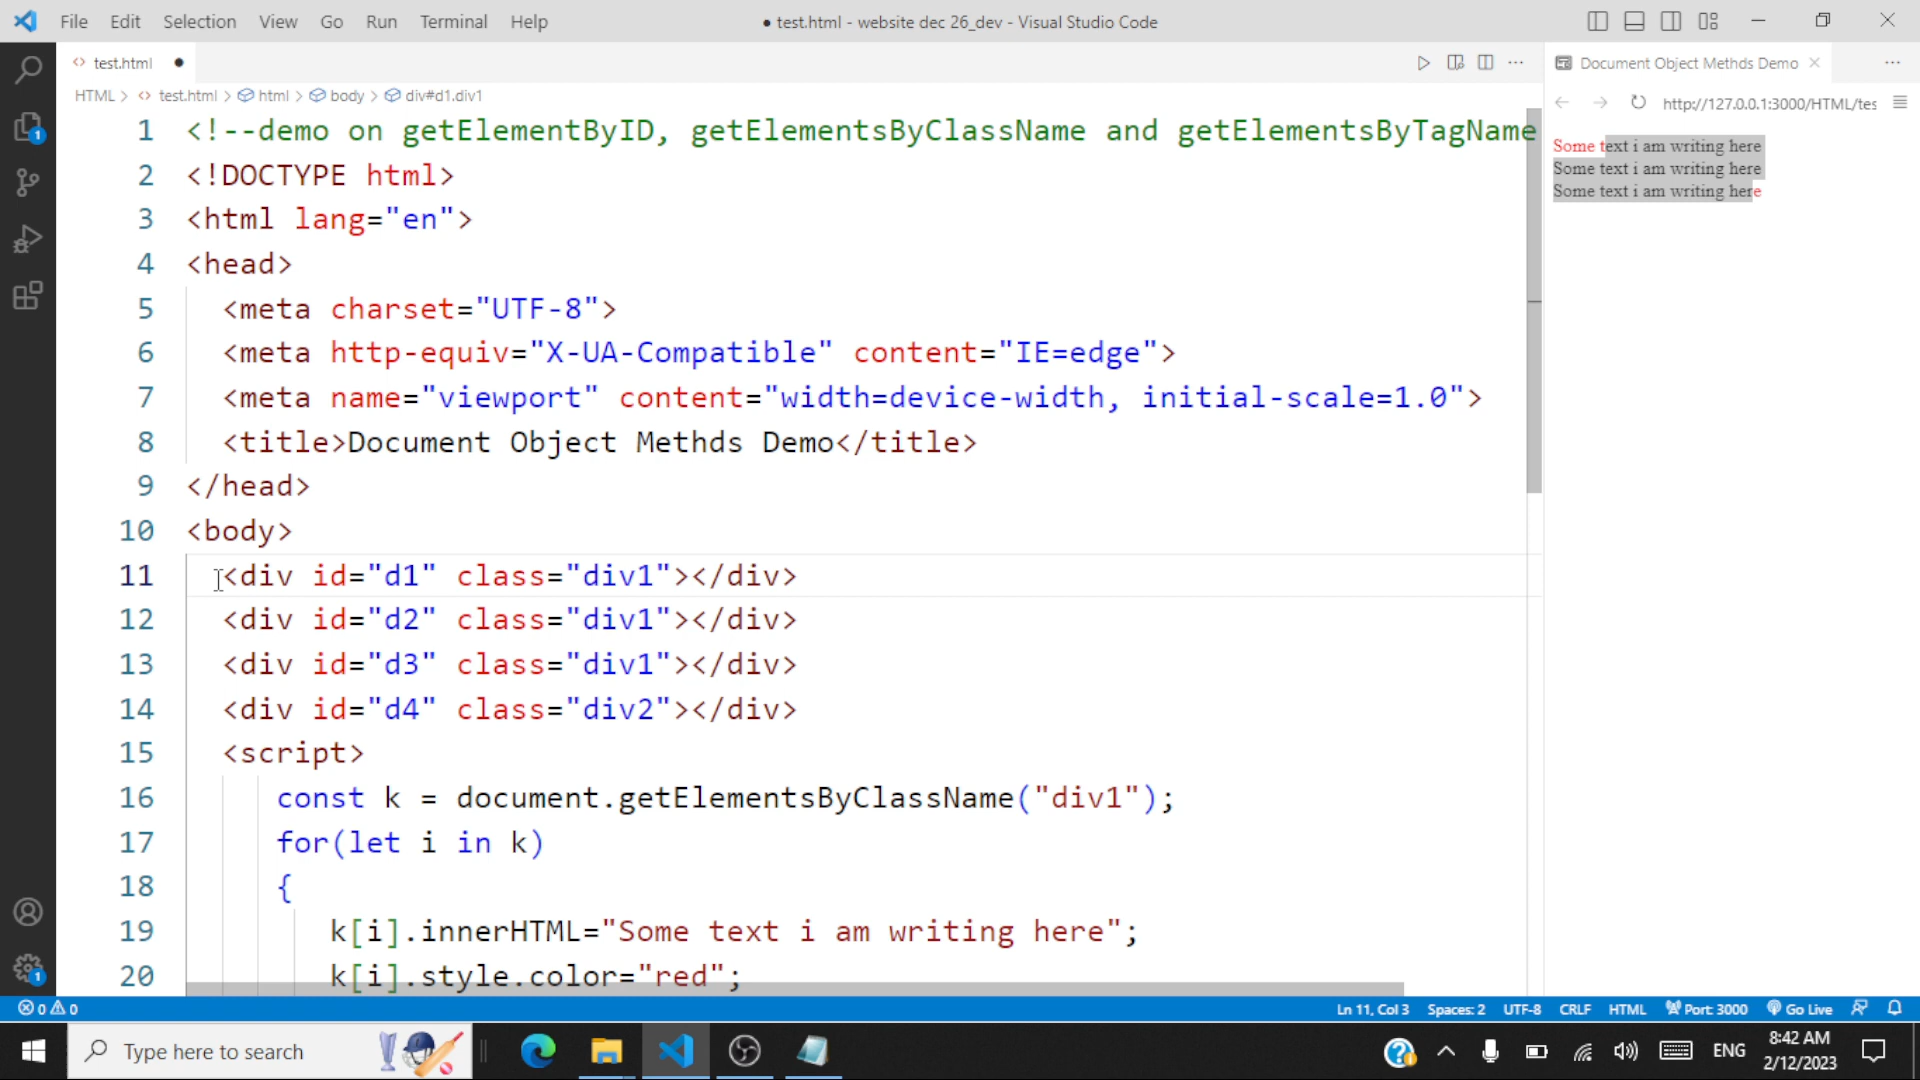 File Edit Selection View Go Run Terminal Help
● test.html - website dec 26_dev - Visual Studio Code
<> test.html ●
Document Object Methds Demo
HTML > <> test.html > html > body > div#d1.div1
http://127.0.0.1:3000/HTML/tes
1 <!--demo on getElementByID, getElementsByClassName and getElementsByTagName
2 <!DOCTYPE html>
3 <html lang="en">
4 <head>
5 <meta charset="UTF-8">
6 <meta http-equiv="X-UA-Compatible" content="IE=edge">
7 <meta name="viewport" content="width=device-width, initial-scale=1.0">
8 <title>Document Object Methds Demo</title>
9 </head>
10 <body>
11 <div id="d1" class="div1"></div>
12 <div id="d2" class="div1"></div>
13 <div id="d3" class="div1"></div>
14 <div id="d4" class="div2"></div>
15 <script>
16 const k = document.getElementsByClassName("div1");
17 for(let i in k)
18 {
19 k[i].innerHTML="Some text i am writing here";
20 k[i].style.color="red";
Some text i am writing here
Some text i am writing here
Some text i am writing here
1
1
0 0
Ln 11, Col 3 Spaces: 2 UTF-8 CRLF HTML Port: 3000 Go Live
Type here to search
ENG
8:42 AM
2/12/2023